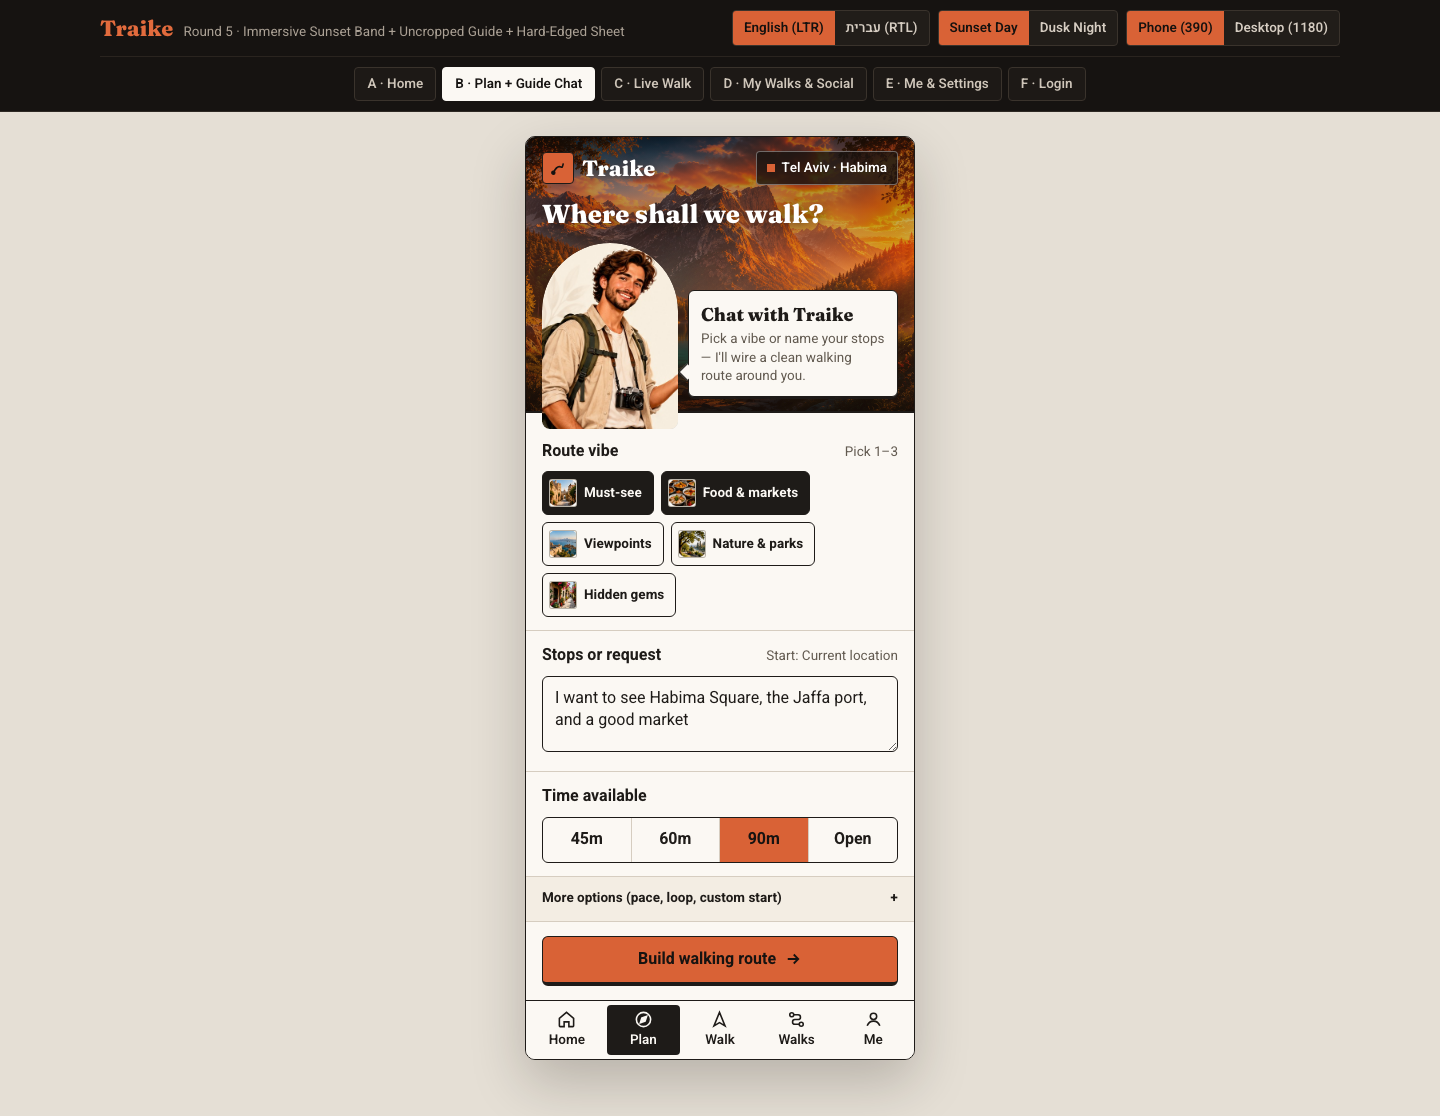 Traike Round 5 · Immersive Sunset Band + Uncropped Guide + Hard-Edged Sheet
English (LTR) עברית (RTL) Sunset Day Dusk Night Phone (390) Desktop (1180)
A · Home B · Plan + Guide Chat C · Live Walk D · My Walks & Social E · Me & Settings F · Login
Traike Tel Aviv · Habima
Where shall we walk?
Chat with Traike
Pick a vibe or name your stops
— I'll wire a clean walking
route around you.
Route vibe Pick 1–3
Must-see Food & markets
Viewpoints Nature & parks
Hidden gems
Stops or request Start: Current location
I want to see Habima Square, the Jaffa port,
and a good market
Time available
45m 60m 90m Open
More options (pace, loop, custom start) +
Build walking route →
Home Plan Walk Walks Me